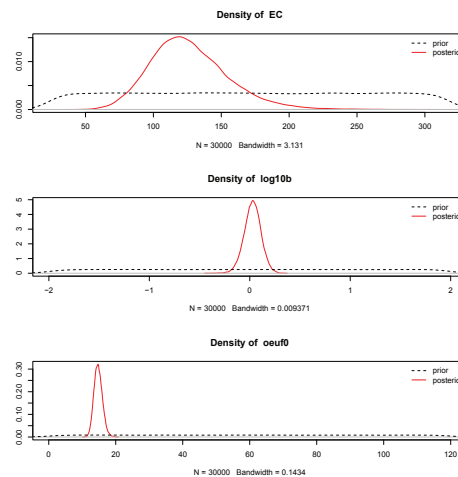 Density of EC
0.010
0.000
prior
posteric
50 100 150 200 250 300
N = 30000 Bandwidth = 3.131
Density of log10b
5
4
3
2
1
0
prior
posteric
−2 −1 0 1 2
N = 30000 Bandwidth = 0.009371
Density of oeuf0
0.30
0.20
0.10
0.00
prior
posteric
0 20 40 60 80 100 120
N = 30000 Bandwidth = 0.1434